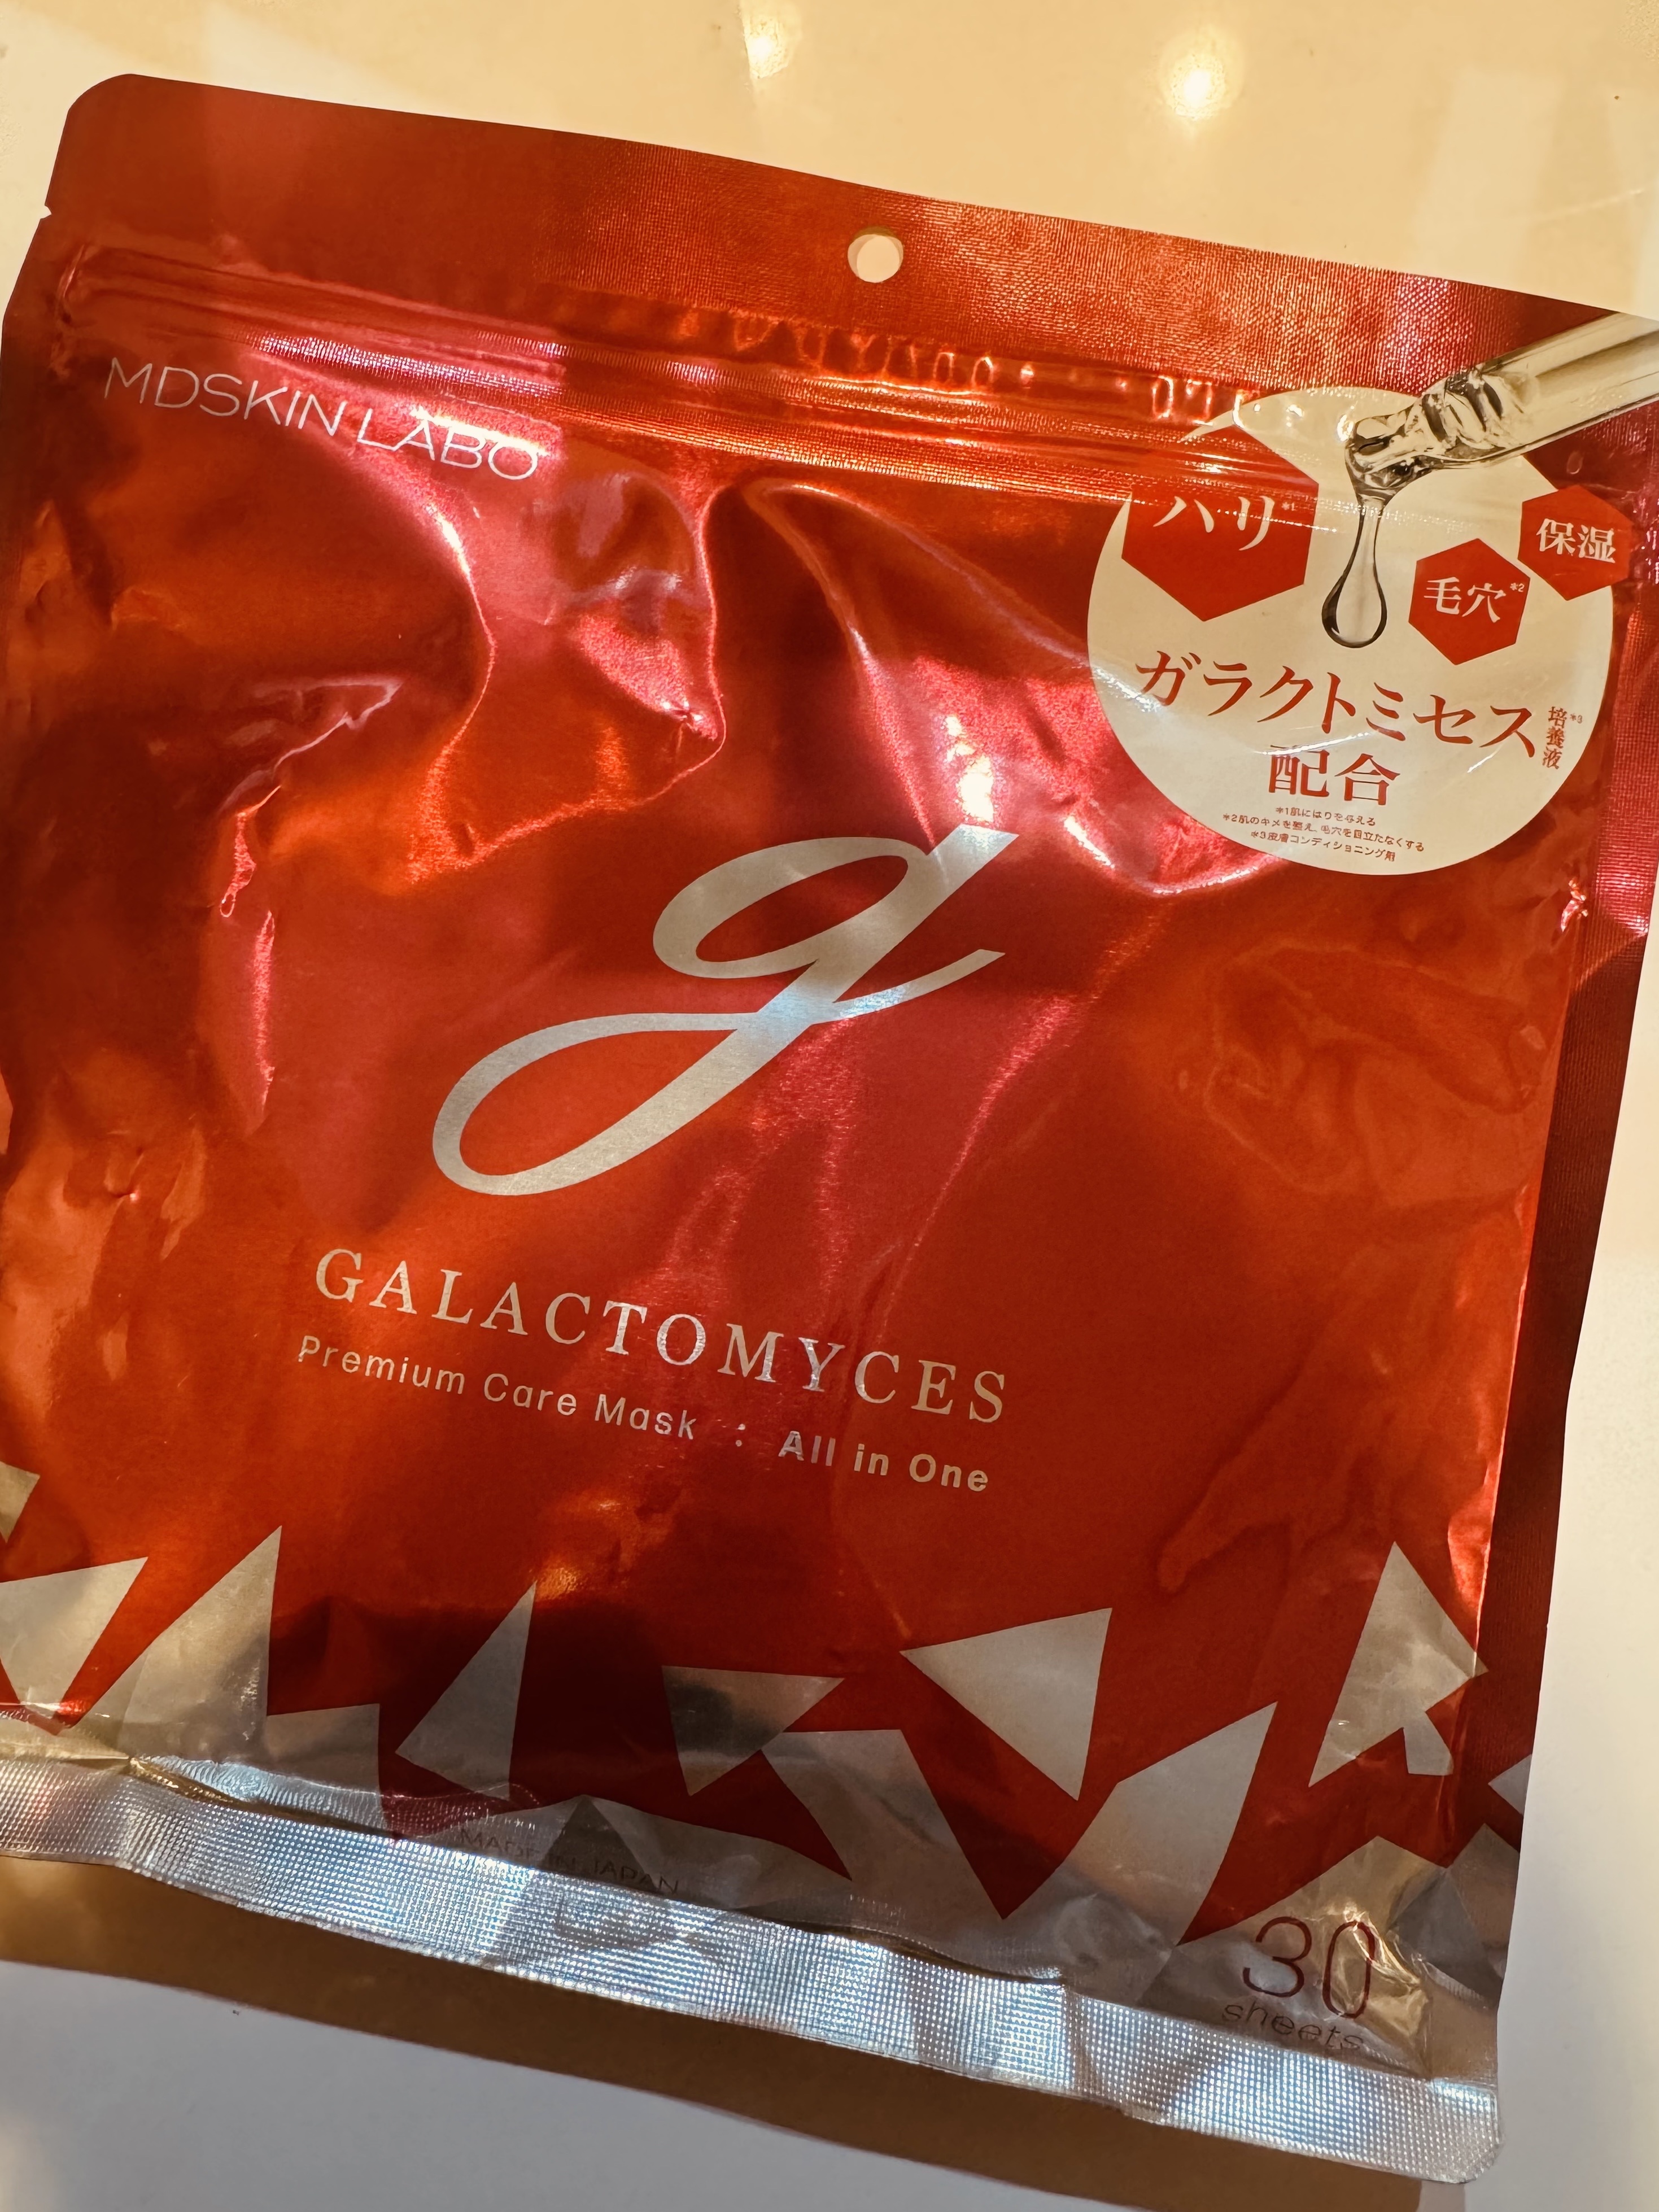 MDSKIN LABO
ハリ*1
保湿
毛穴*2
ガラクトミセス培養液*3
配合
*1肌にはりを与える
*2肌のキメを整え、毛穴を目立たなくする
*3皮膚コンディショニング剤
g
GALACTOMYCES
Premium Care Mask : All in One
MADE IN JAPAN
30
sheets